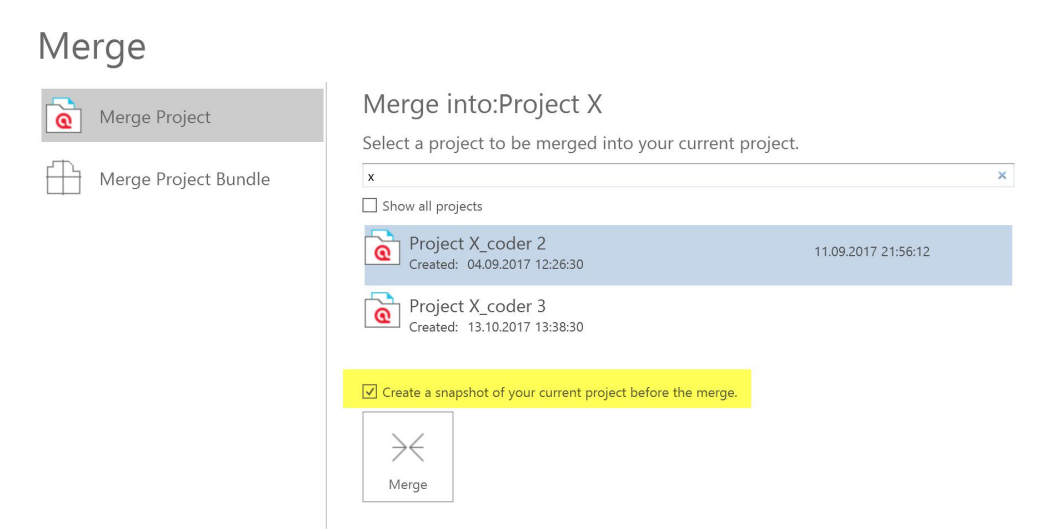 Merge
Merge Project
Merge Project Bundle
Merge into:Project X
Select a project to be merged into your current project.
x
Show all projects
Project X_coder 2
11.09.2017 21:56:12
Created: 04.09.2017 12:26:30
Project X_coder 3
Created: 13.10.2017 13:38:30
Create a snapshot of your current project before the merge.
Merge